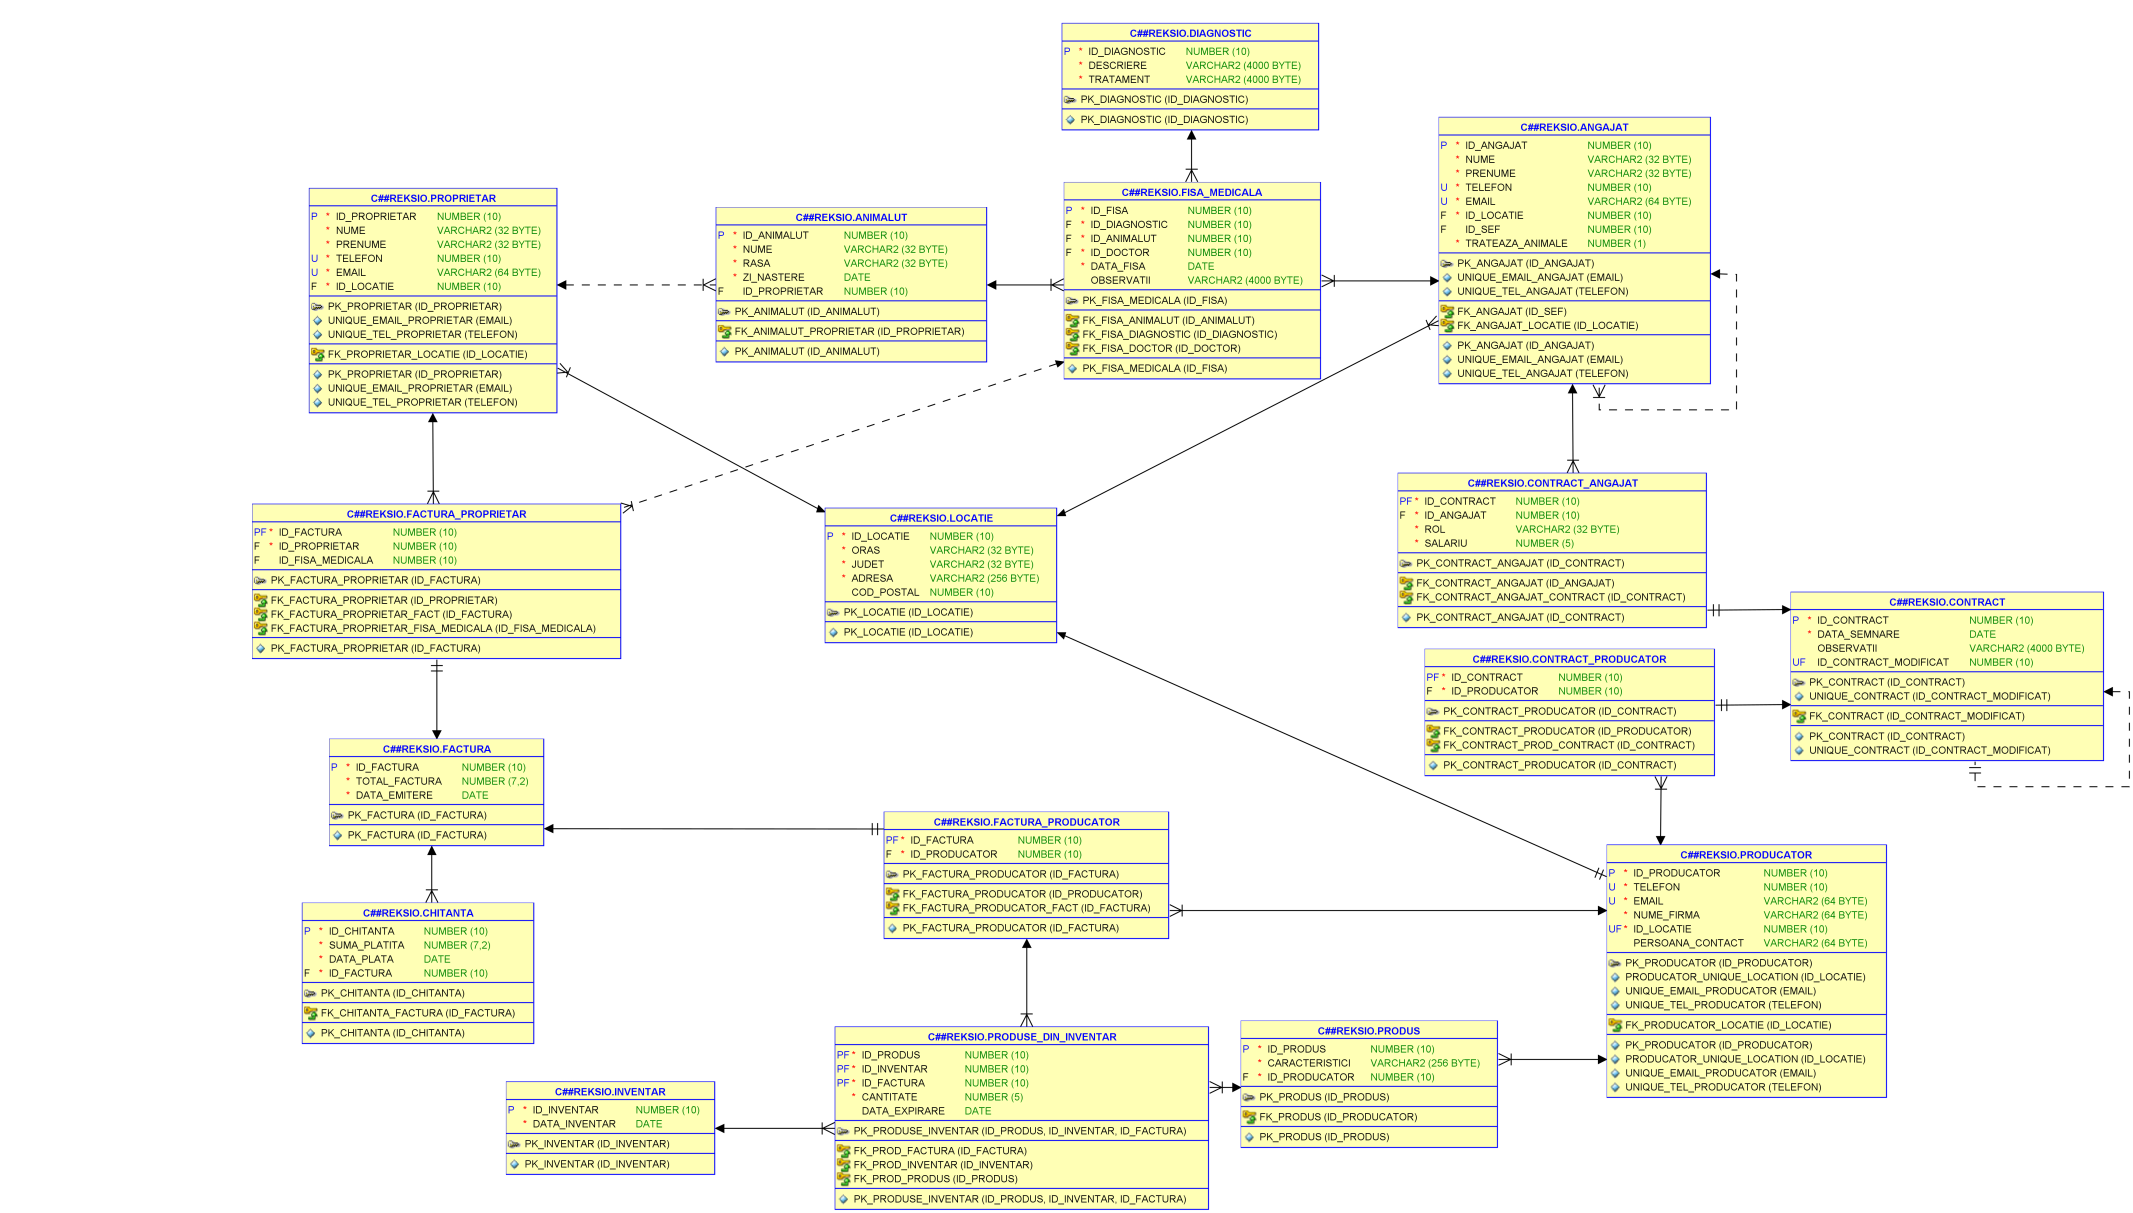 C##REKSIO.DIAGNOSTIC
P * ID_DIAGNOSTIC NUMBER (10)
* DESCRIERE VARCHAR2 (4000 BYTE)
* TRATAMENT VARCHAR2 (4000 BYTE)
PK_DIAGNOSTIC (ID_DIAGNOSTIC)
PK_DIAGNOSTIC (ID_DIAGNOSTIC)
C##REKSIO.ANGAJAT
P * ID_ANGAJAT NUMBER (10)
* NUME VARCHAR2 (32 BYTE)
* PRENUME VARCHAR2 (32 BYTE)
U * TELEFON NUMBER (10)
U * EMAIL VARCHAR2 (64 BYTE)
F * ID_LOCATIE NUMBER (10)
F ID_SEF NUMBER (10)
* TRATEAZA_ANIMALE NUMBER (1)
PK_ANGAJAT (ID_ANGAJAT)
UNIQUE_EMAIL_ANGAJAT (EMAIL)
UNIQUE_TEL_ANGAJAT (TELEFON)
FK_ANGAJAT (ID_SEF)
FK_ANGAJAT_LOCATIE (ID_LOCATIE)
PK_ANGAJAT (ID_ANGAJAT)
UNIQUE_EMAIL_ANGAJAT (EMAIL)
UNIQUE_TEL_ANGAJAT (TELEFON)
C##REKSIO.PROPRIETAR
P * ID_PROPRIETAR NUMBER (10)
* NUME VARCHAR2 (32 BYTE)
* PRENUME VARCHAR2 (32 BYTE)
U * TELEFON NUMBER (10)
U * EMAIL VARCHAR2 (64 BYTE)
F * ID_LOCATIE NUMBER (10)
PK_PROPRIETAR (ID_PROPRIETAR)
UNIQUE_EMAIL_PROPRIETAR (EMAIL)
UNIQUE_TEL_PROPRIETAR (TELEFON)
FK_PROPRIETAR_LOCATIE (ID_LOCATIE)
PK_PROPRIETAR (ID_PROPRIETAR)
UNIQUE_EMAIL_PROPRIETAR (EMAIL)
UNIQUE_TEL_PROPRIETAR (TELEFON)
C##REKSIO.ANIMALUT
P * ID_ANIMALUT NUMBER (10)
* NUME VARCHAR2 (32 BYTE)
* RASA VARCHAR2 (32 BYTE)
* ZI_NASTERE DATE
F ID_PROPRIETAR NUMBER (10)
PK_ANIMALUT (ID_ANIMALUT)
FK_ANIMALUT_PROPRIETAR (ID_PROPRIETAR)
PK_ANIMALUT (ID_ANIMALUT)
C##REKSIO.FISA_MEDICALA
P * ID_FISA NUMBER (10)
F * ID_DIAGNOSTIC NUMBER (10)
F * ID_ANIMALUT NUMBER (10)
F * ID_DOCTOR NUMBER (10)
* DATA_FISA DATE
OBSERVATII VARCHAR2 (4000 BYTE)
PK_FISA_MEDICALA (ID_FISA)
FK_FISA_ANIMALUT (ID_ANIMALUT)
FK_FISA_DIAGNOSTIC (ID_DIAGNOSTIC)
FK_FISA_DOCTOR (ID_DOCTOR)
PK_FISA_MEDICALA (ID_FISA)
C##REKSIO.FACTURA_PROPRIETAR
PF * ID_FACTURA NUMBER (10)
F * ID_PROPRIETAR NUMBER (10)
F ID_FISA_MEDICALA NUMBER (10)
PK_FACTURA_PROPRIETAR (ID_FACTURA)
FK_FACTURA_PROPRIETAR (ID_PROPRIETAR)
FK_FACTURA_PROPRIETAR_FACT (ID_FACTURA)
FK_FACTURA_PROPRIETAR_FISA_MEDICALA (ID_FISA_MEDICALA)
PK_FACTURA_PROPRIETAR (ID_FACTURA)
C##REKSIO.LOCATIE
P * ID_LOCATIE NUMBER (10)
* ORAS VARCHAR2 (32 BYTE)
* JUDET VARCHAR2 (32 BYTE)
* ADRESA VARCHAR2 (256 BYTE)
COD_POSTAL NUMBER (10)
PK_LOCATIE (ID_LOCATIE)
PK_LOCATIE (ID_LOCATIE)
C##REKSIO.CONTRACT_ANGAJAT
PF * ID_CONTRACT NUMBER (10)
F * ID_ANGAJAT NUMBER (10)
* ROL VARCHAR2 (32 BYTE)
* SALARIU NUMBER (5)
PK_CONTRACT_ANGAJAT (ID_CONTRACT)
FK_CONTRACT_ANGAJAT (ID_ANGAJAT)
FK_CONTRACT_ANGAJAT_CONTRACT (ID_CONTRACT)
PK_CONTRACT_ANGAJAT (ID_CONTRACT)
C##REKSIO.CONTRACT
P * ID_CONTRACT NUMBER (10)
* DATA_SEMNARE DATE
OBSERVATII VARCHAR2 (4000 BYTE)
UF ID_CONTRACT_MODIFICAT NUMBER (10)
PK_CONTRACT (ID_CONTRACT)
UNIQUE_CONTRACT (ID_CONTRACT_MODIFICAT)
FK_CONTRACT (ID_CONTRACT_MODIFICAT)
PK_CONTRACT (ID_CONTRACT)
UNIQUE_CONTRACT (ID_CONTRACT_MODIFICAT)
C##REKSIO.CONTRACT_PRODUCATOR
PF * ID_CONTRACT NUMBER (10)
F * ID_PRODUCATOR NUMBER (10)
PK_CONTRACT_PRODUCATOR (ID_CONTRACT)
FK_CONTRACT_PRODUCATOR (ID_PRODUCATOR)
FK_CONTRACT_PROD_CONTRACT (ID_CONTRACT)
PK_CONTRACT_PRODUCATOR (ID_CONTRACT)
C##REKSIO.FACTURA
P * ID_FACTURA NUMBER (10)
* TOTAL_FACTURA NUMBER (7,2)
* DATA_EMITERE DATE
PK_FACTURA (ID_FACTURA)
PK_FACTURA (ID_FACTURA)
C##REKSIO.FACTURA_PRODUCATOR
PF * ID_FACTURA NUMBER (10)
F * ID_PRODUCATOR NUMBER (10)
PK_FACTURA_PRODUCATOR (ID_FACTURA)
FK_FACTURA_PRODUCATOR (ID_PRODUCATOR)
FK_FACTURA_PRODUCATOR_FACT (ID_FACTURA)
PK_FACTURA_PRODUCATOR (ID_FACTURA)
C##REKSIO.PRODUCATOR
P * ID_PRODUCATOR NUMBER (10)
U * TELEFON NUMBER (10)
U * EMAIL VARCHAR2 (64 BYTE)
* NUME_FIRMA VARCHAR2 (64 BYTE)
UF * ID_LOCATIE NUMBER (10)
PERSOANA_CONTACT VARCHAR2 (64 BYTE)
PK_PRODUCATOR (ID_PRODUCATOR)
PRODUCATOR_UNIQUE_LOCATION (ID_LOCATIE)
UNIQUE_EMAIL_PRODUCATOR (EMAIL)
UNIQUE_TEL_PRODUCATOR (TELEFON)
FK_PRODUCATOR_LOCATIE (ID_LOCATIE)
PK_PRODUCATOR (ID_PRODUCATOR)
PRODUCATOR_UNIQUE_LOCATION (ID_LOCATIE)
UNIQUE_EMAIL_PRODUCATOR (EMAIL)
UNIQUE_TEL_PRODUCATOR (TELEFON)
C##REKSIO.CHITANTA
P * ID_CHITANTA NUMBER (10)
* SUMA_PLATITA NUMBER (7,2)
* DATA_PLATA DATE
F * ID_FACTURA NUMBER (10)
PK_CHITANTA (ID_CHITANTA)
FK_CHITANTA_FACTURA (ID_FACTURA)
PK_CHITANTA (ID_CHITANTA)
C##REKSIO.PRODUSE_DIN_INVENTAR
PF * ID_PRODUS NUMBER (10)
PF * ID_INVENTAR NUMBER (10)
PF * ID_FACTURA NUMBER (10)
* CANTITATE NUMBER (5)
DATA_EXPIRARE DATE
PK_PRODUSE_INVENTAR (ID_PRODUS, ID_INVENTAR, ID_FACTURA)
FK_PROD_FACTURA (ID_FACTURA)
FK_PROD_INVENTAR (ID_INVENTAR)
FK_PROD_PRODUS (ID_PRODUS)
PK_PRODUSE_INVENTAR (ID_PRODUS, ID_INVENTAR, ID_FACTURA)
C##REKSIO.PRODUS
P * ID_PRODUS NUMBER (10)
* CARACTERISTICI VARCHAR2 (256 BYTE)
F * ID_PRODUCATOR NUMBER (10)
PK_PRODUS (ID_PRODUS)
FK_PRODUS (ID_PRODUCATOR)
PK_PRODUS (ID_PRODUS)
C##REKSIO.INVENTAR
P * ID_INVENTAR NUMBER (10)
* DATA_INVENTAR DATE
PK_INVENTAR (ID_INVENTAR)
PK_INVENTAR (ID_INVENTAR)